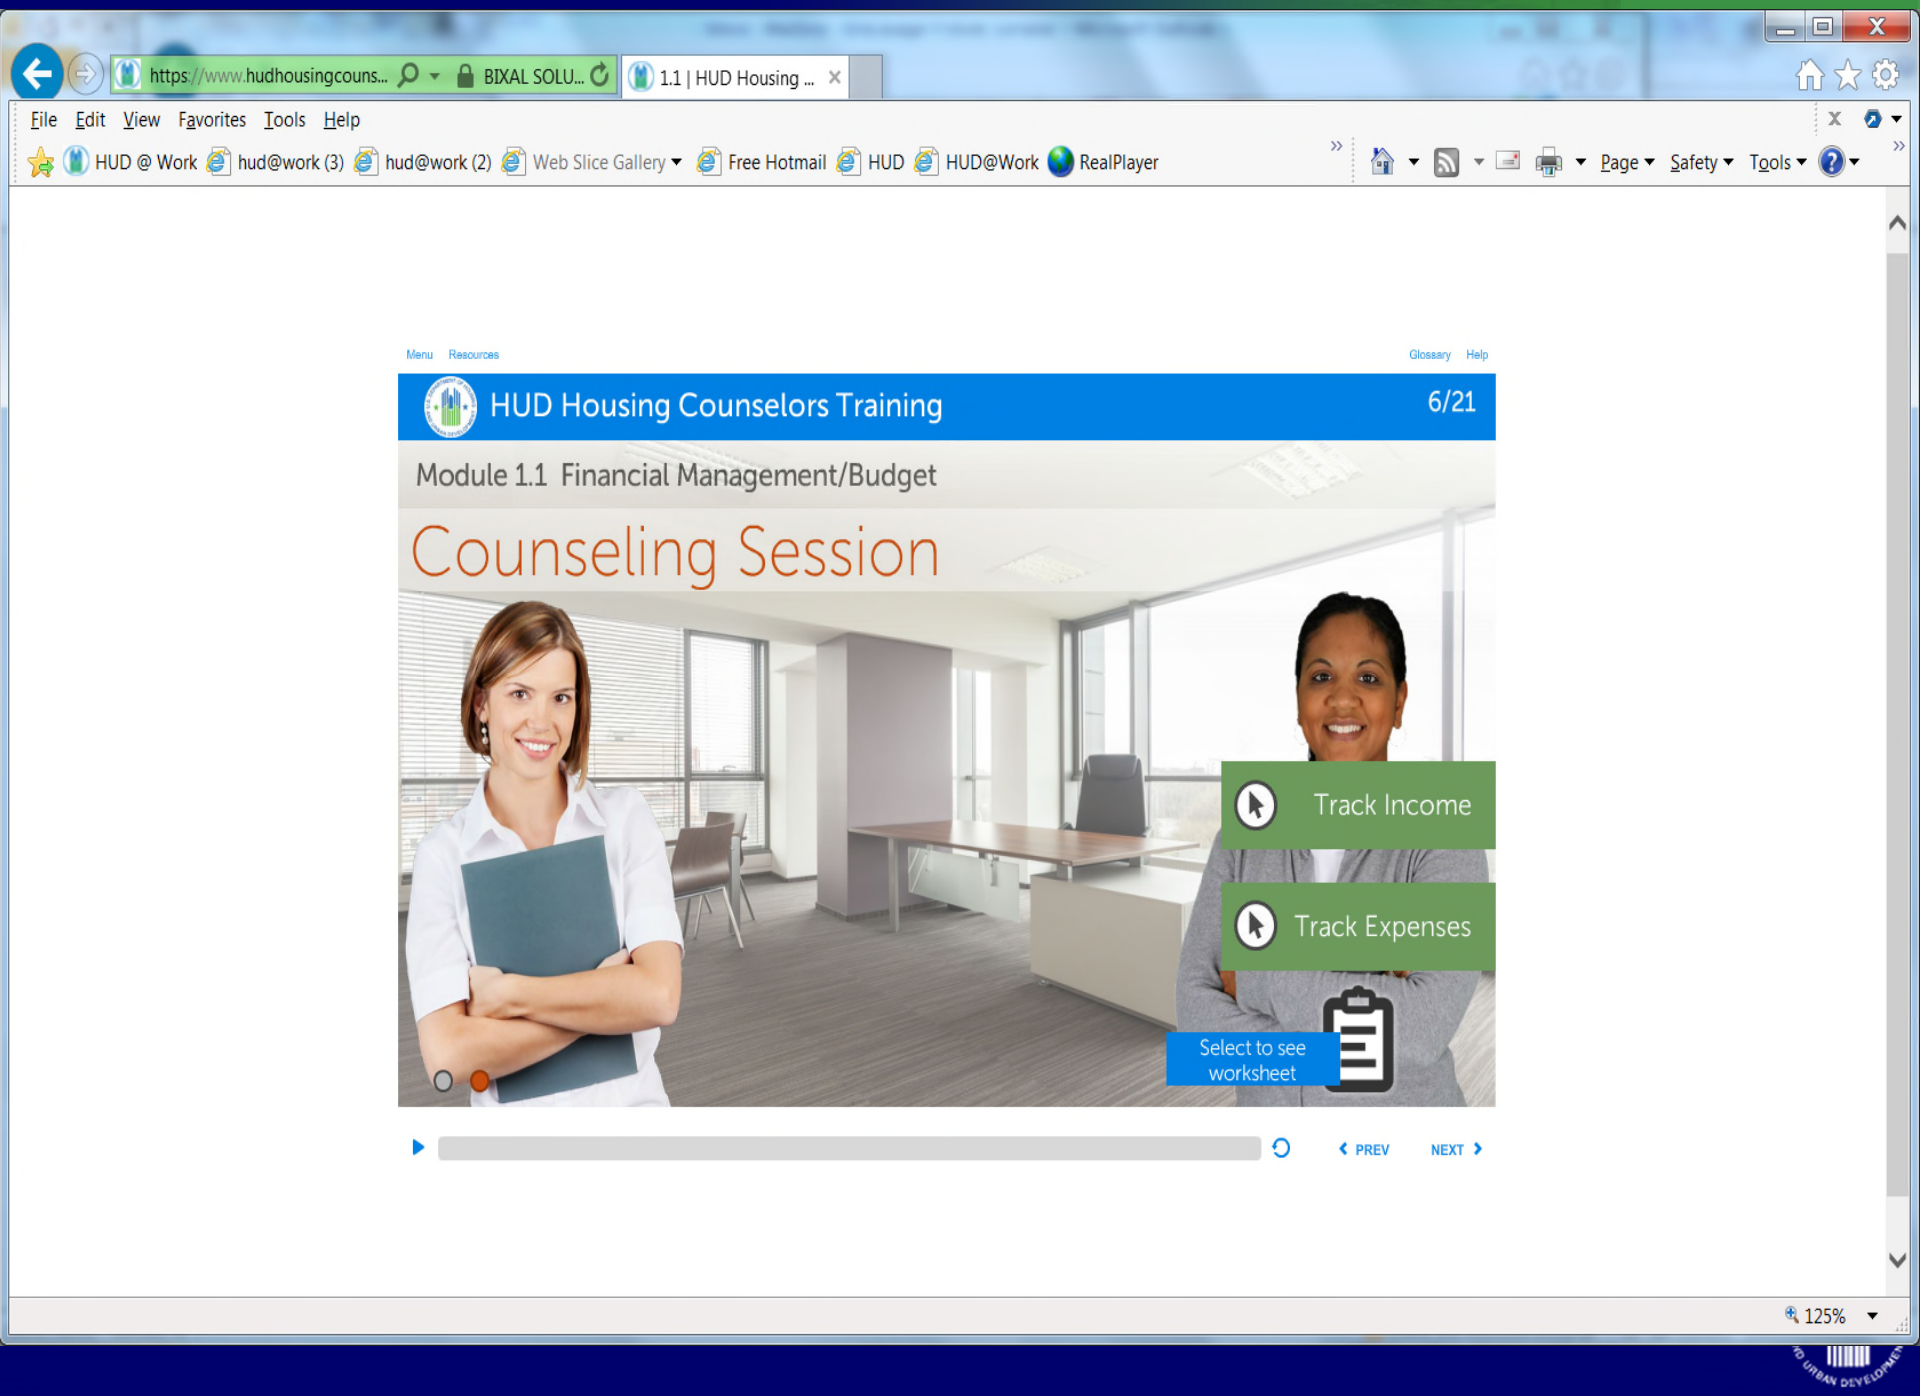 https://www.hudhousingcouns...
BIXAL SOLU...
1.1 | HUD Housing ...
File Edit View Favorites Tools Help
HUD @ Work hud@work (3) hud@work (2) Web Slice Gallery Free Hotmail HUD HUD@Work RealPlayer
Page Safety Tools
Menu Resources Glossary Help
HUD Housing Counselors Training 6/21
Module 1.1 Financial Management/Budget
Counseling Session
Track Income
Track Expenses
Select to see
worksheet
PREV NEXT
125%
URBAN DEVELOPMEN